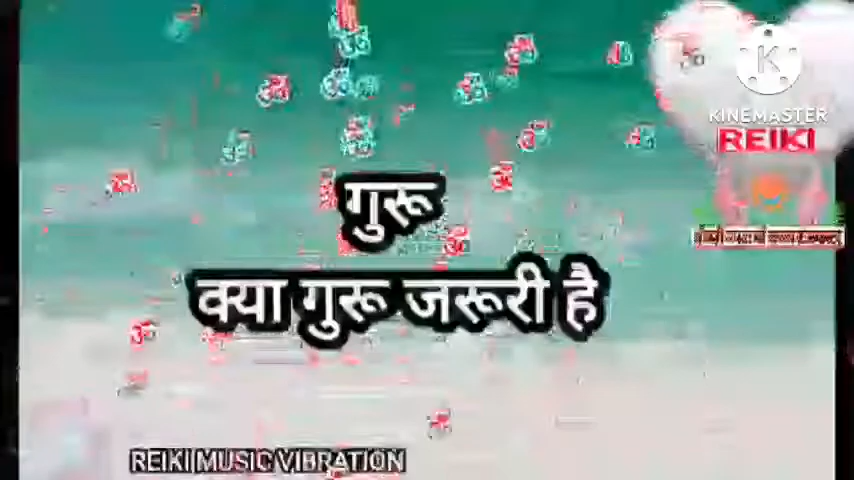 KINEMASTER
REIKI
गुरू
क्या गुरू जरूरी है
REIKI MUSIC VIBRATION